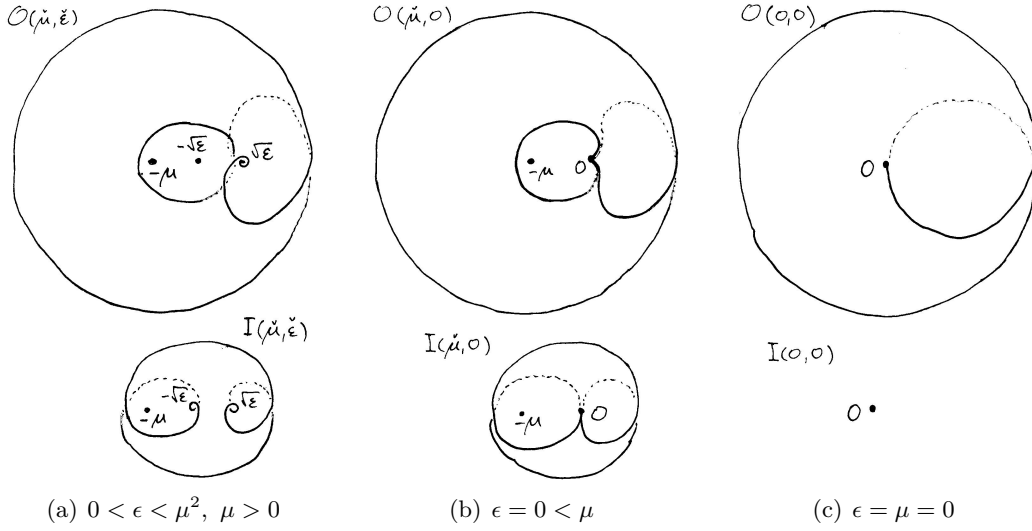 O(μ̌,ε̌)
−μ
−√ε
√ε
I(μ̌,ε̌)
−μ
−√ε
√ε
(a) 0 < ϵ < μ², μ > 0
O(μ̌,0)
−μ
0
I(μ̌,0)
−μ
0
(b) ϵ = 0 < μ
O(0,0)
0
I(0,0)
0
(c) ϵ = μ = 0